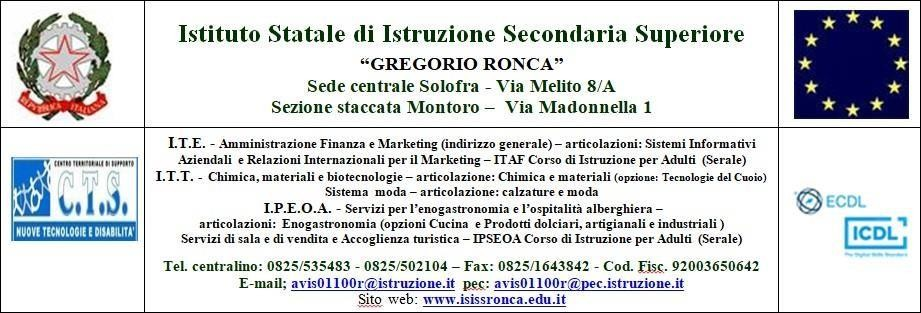 Istituto Statale di Istruzione Secondaria Superiore
“GREGORIO RONCA”
Sede centrale Solofra - Via Melito 8/A
Sezione staccata Montoro – Via Madonnella 1
REPVBBLICA ITALIANA
I.T.E. - Amministrazione Finanza e Marketing (indirizzo generale) – articolazioni: Sistemi Informativi
Aziendali e Relazioni Internazionali per il Marketing – ITAF Corso di Istruzione per Adulti (Serale)
I.T.T. - Chimica, materiali e biotecnologie – articolazione: Chimica e materiali (opzione: Tecnologie del Cuoio)
Sistema moda – articolazione: calzature e moda
I.P.E.O.A. - Servizi per l’enogastronomia e l’ospitalità alberghiera –
articolazioni: Enogastronomia (opzioni Cucina e Prodotti dolciari, artigianali e industriali )
Servizi di sala e di vendita e Accoglienza turistica – IPSEOA Corso di Istruzione per Adulti (Serale)
Tel. centralino: 0825/535483 - 0825/502104 – Fax: 0825/1643842 - Cod. Fisc. 92003650642
E-mail; avis01100r@istruzione.it pec: avis01100r@pec.istruzione.it
Sito web: www.isissronca.edu.it
CENTRO TERRITORIALE DI SUPPORTO
C.T.S.
NUOVE TECNOLOGIE E DISABILITA'
ECDL
ICDL
The Digital Skills Standard